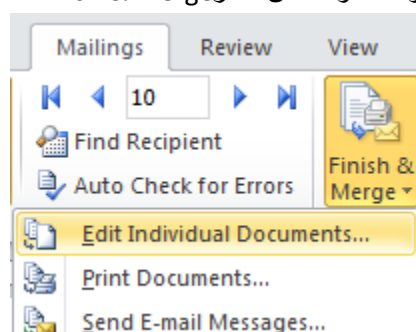 Mailings Review View
10
Find Recipient
Auto Check for Errors
Finish &
Merge
Edit Individual Documents...
Print Documents...
Send E-mail Messages...